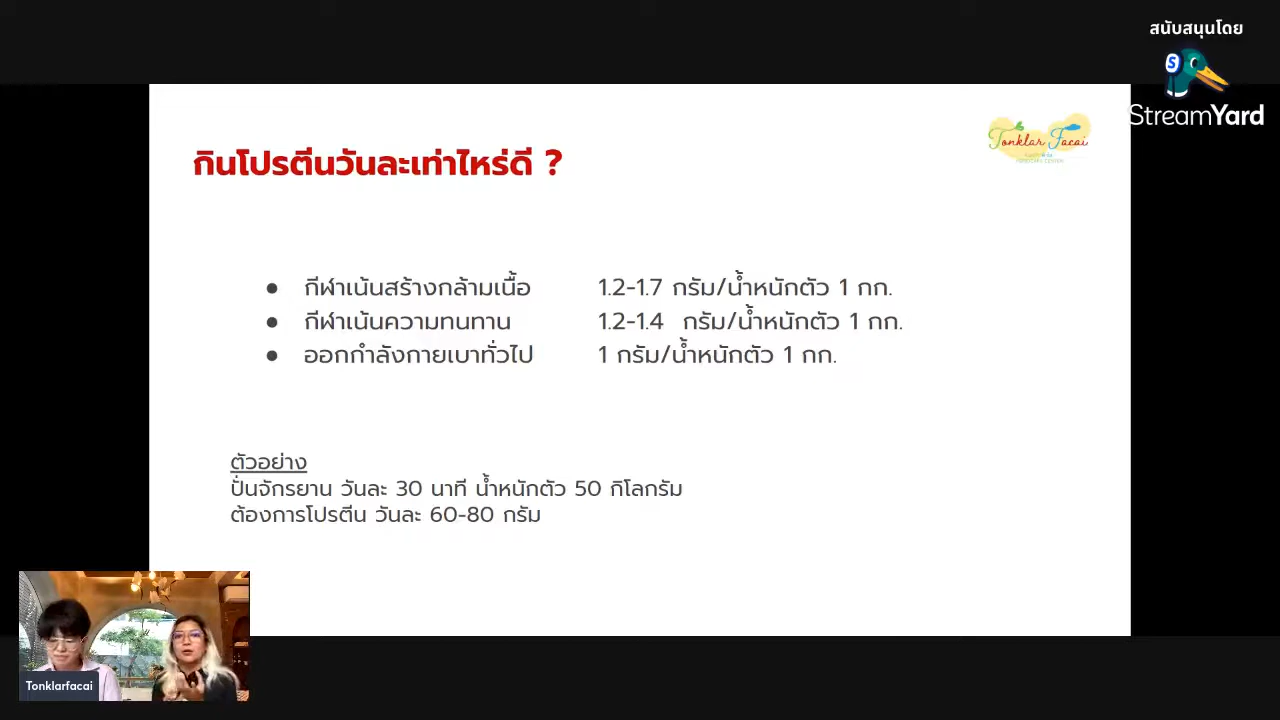 สนับสนุนโดย
S
StreamYard
Tonklar Facai
กินโปรตีนวันละเท่าไหร่ดี ?
● กีฬาเน้นสร้างกล้ามเนื้อ 1.2-1.7 กรัม/น้ำหนักตัว 1 กก.
● กีฬาเน้นความทนทาน 1.2-1.4 กรัม/น้ำหนักตัว 1 กก.
● ออกกำลังกายเบาทั่วไป 1 กรัม/น้ำหนักตัว 1 กก.
ตัวอย่าง
ปั่นจักรยาน วันละ 30 นาที น้ำหนักตัว 50 กิโลกรัม
ต้องการโปรตีน วันละ 60-80 กรัม
Tonklarfacai